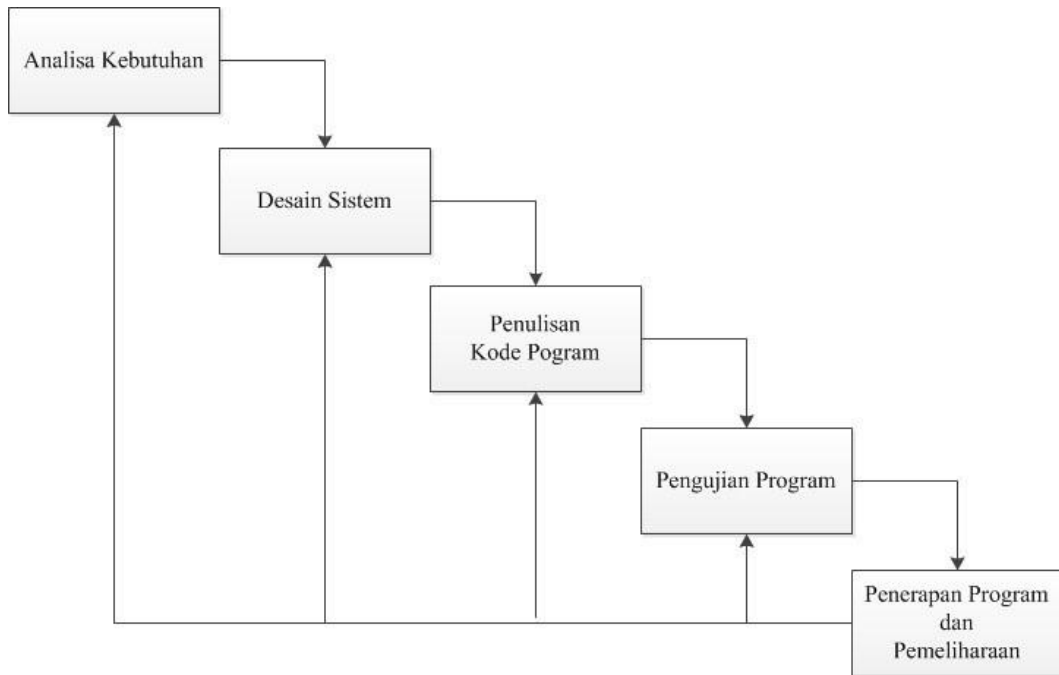 Analisa Kebutuhan
Desain Sistem
Penulisan
Kode Pogram
Pengujian Program
Penerapan Program
dan
Pemeliharaan